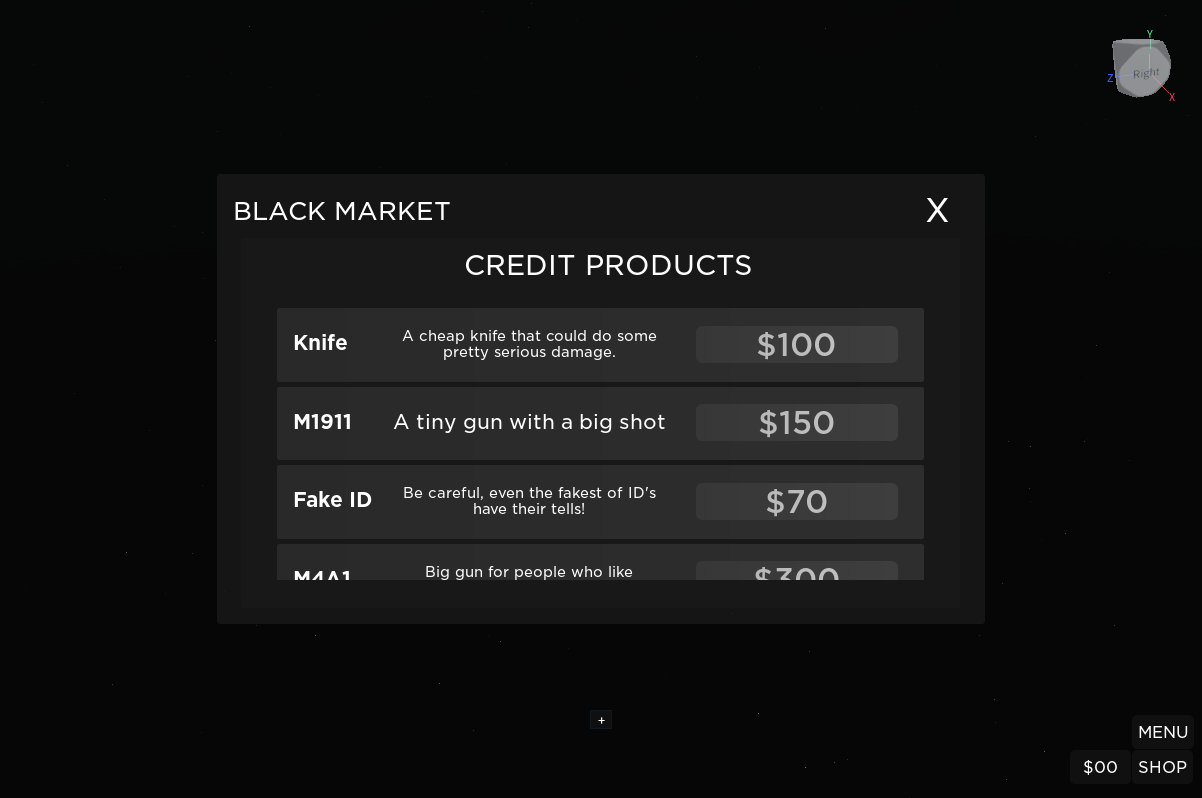 Y
Right
Z
X
BLACK MARKET
X
CREDIT PRODUCTS
Knife
A cheap knife that could do some
pretty serious damage.
$100
M1911
A tiny gun with a big shot
$150
Fake ID
Be careful, even the fakest of ID's
have their tells!
$70
M4A1
Big gun for people who like
$300
+
MENU
$00
SHOP